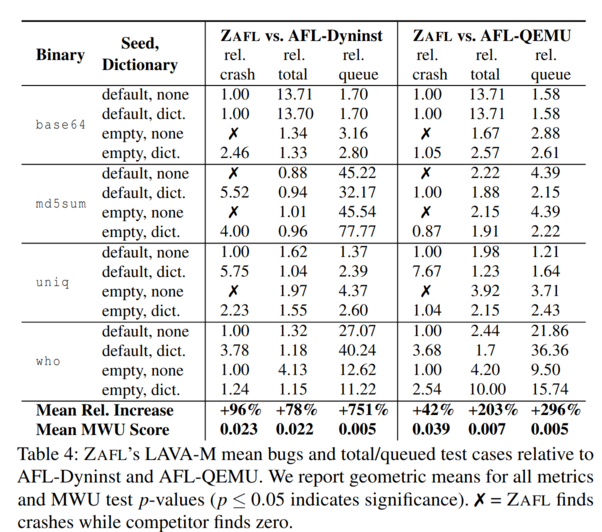 Binary Seed, Dictionary ZAFL vs. AFL-Dyninst ZAFL vs. AFL-QEMU
rel. crash rel. total rel. queue rel. crash rel. total rel. queue
base64 default, none 1.00 13.71 1.70 1.00 13.71 1.58
default, dict. 1.00 13.70 1.70 1.00 13.71 1.58
empty, none ✗ 1.34 3.16 ✗ 1.67 2.88
empty, dict. 2.46 1.33 2.80 1.05 2.57 2.61
md5sum default, none ✗ 0.88 45.22 ✗ 2.22 4.39
default, dict. 5.52 0.94 32.17 1.00 1.88 2.15
empty, none ✗ 1.01 45.54 ✗ 2.15 4.39
empty, dict. 4.00 0.96 77.77 0.87 1.91 2.22
uniq default, none 1.00 1.62 1.37 1.00 1.98 1.21
default, dict. 5.75 1.04 2.39 7.67 1.23 1.64
empty, none ✗ 1.97 4.37 ✗ 3.92 3.71
empty, dict. 2.23 1.55 2.60 1.04 2.15 2.43
who default, none 1.00 1.32 27.07 1.00 2.44 21.86
default, dict. 3.78 1.18 40.24 3.68 1.7 36.36
empty, none 1.00 4.13 12.62 1.00 4.20 9.50
empty, dict. 1.24 1.15 11.22 2.54 10.00 15.74
Mean Rel. Increase +96% +78% +751% +42% +203% +296%
Mean MWU Score 0.023 0.022 0.005 0.039 0.007 0.005
Table 4: ZAFL's LAVA-M mean bugs and total/queued test cases relative to
AFL-Dyninst and AFL-QEMU. We report geometric means for all metrics
and MWU test p-values (p ≤ 0.05 indicates significance). ✗ = ZAFL finds
crashes while competitor finds zero.